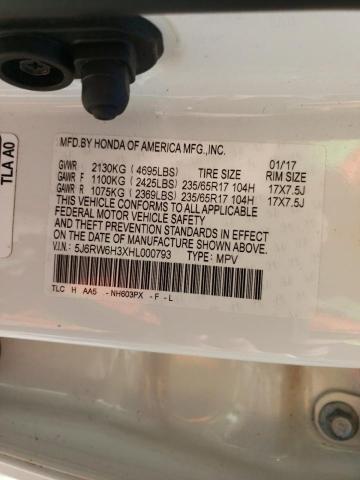 TLA A0
MFD.BY HONDA OF AMERICA MFG.,INC. 01/17
GVWR 2130KG (4695LBS) TIRE SIZE RIM SIZE
GAWR F 1100KG (2425LBS) 235/65R17 104H 17X7.5J
GAWR R 1075KG (2369LBS) 235/65R17 104H 17X7.5J
THIS VEHICLE CONFORMS TO ALL APPLICABLE
FEDERAL MOTOR VEHICLE SAFETY
AND THEFT PREVENTION STANDARDS IN EFFECT
ON THE DATE OF MANUFACTURE SHOWN ABOVE.
V.I.N.: 5J6RW6H3XHL000793 TYPE: MPV
TLC H AA5 - NH603PX - F - L